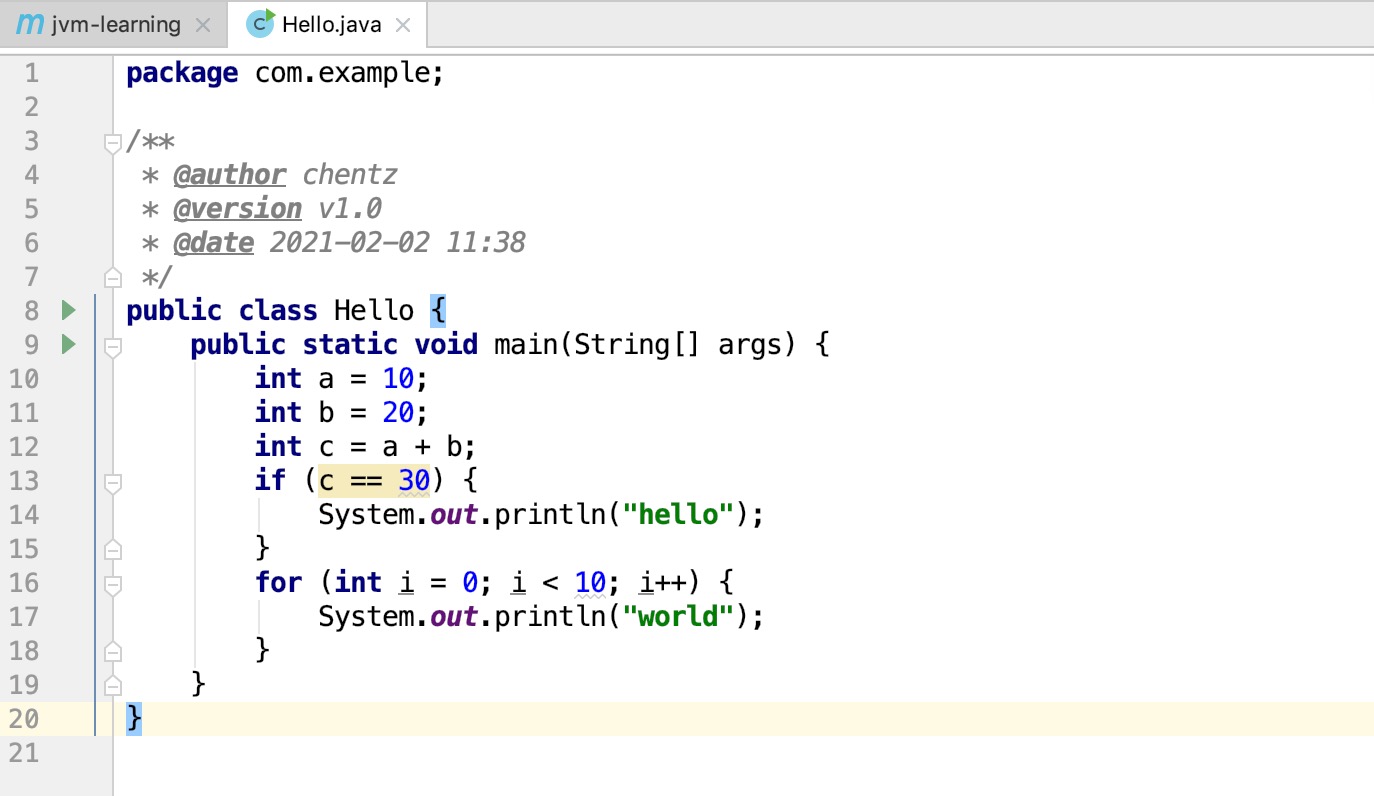 jvm-learning Hello.java
1 package com.example;
2
3 /**
4 * @author chentz
5 * @version v1.0
6 * @date 2021-02-02 11:38
7 */
8 public class Hello {
9 public static void main(String[] args) {
10 int a = 10;
11 int b = 20;
12 int c = a + b;
13 if (c == 30) {
14 System.out.println("hello");
15 }
16 for (int i = 0; i < 10; i++) {
17 System.out.println("world");
18 }
19 }
20 }
21